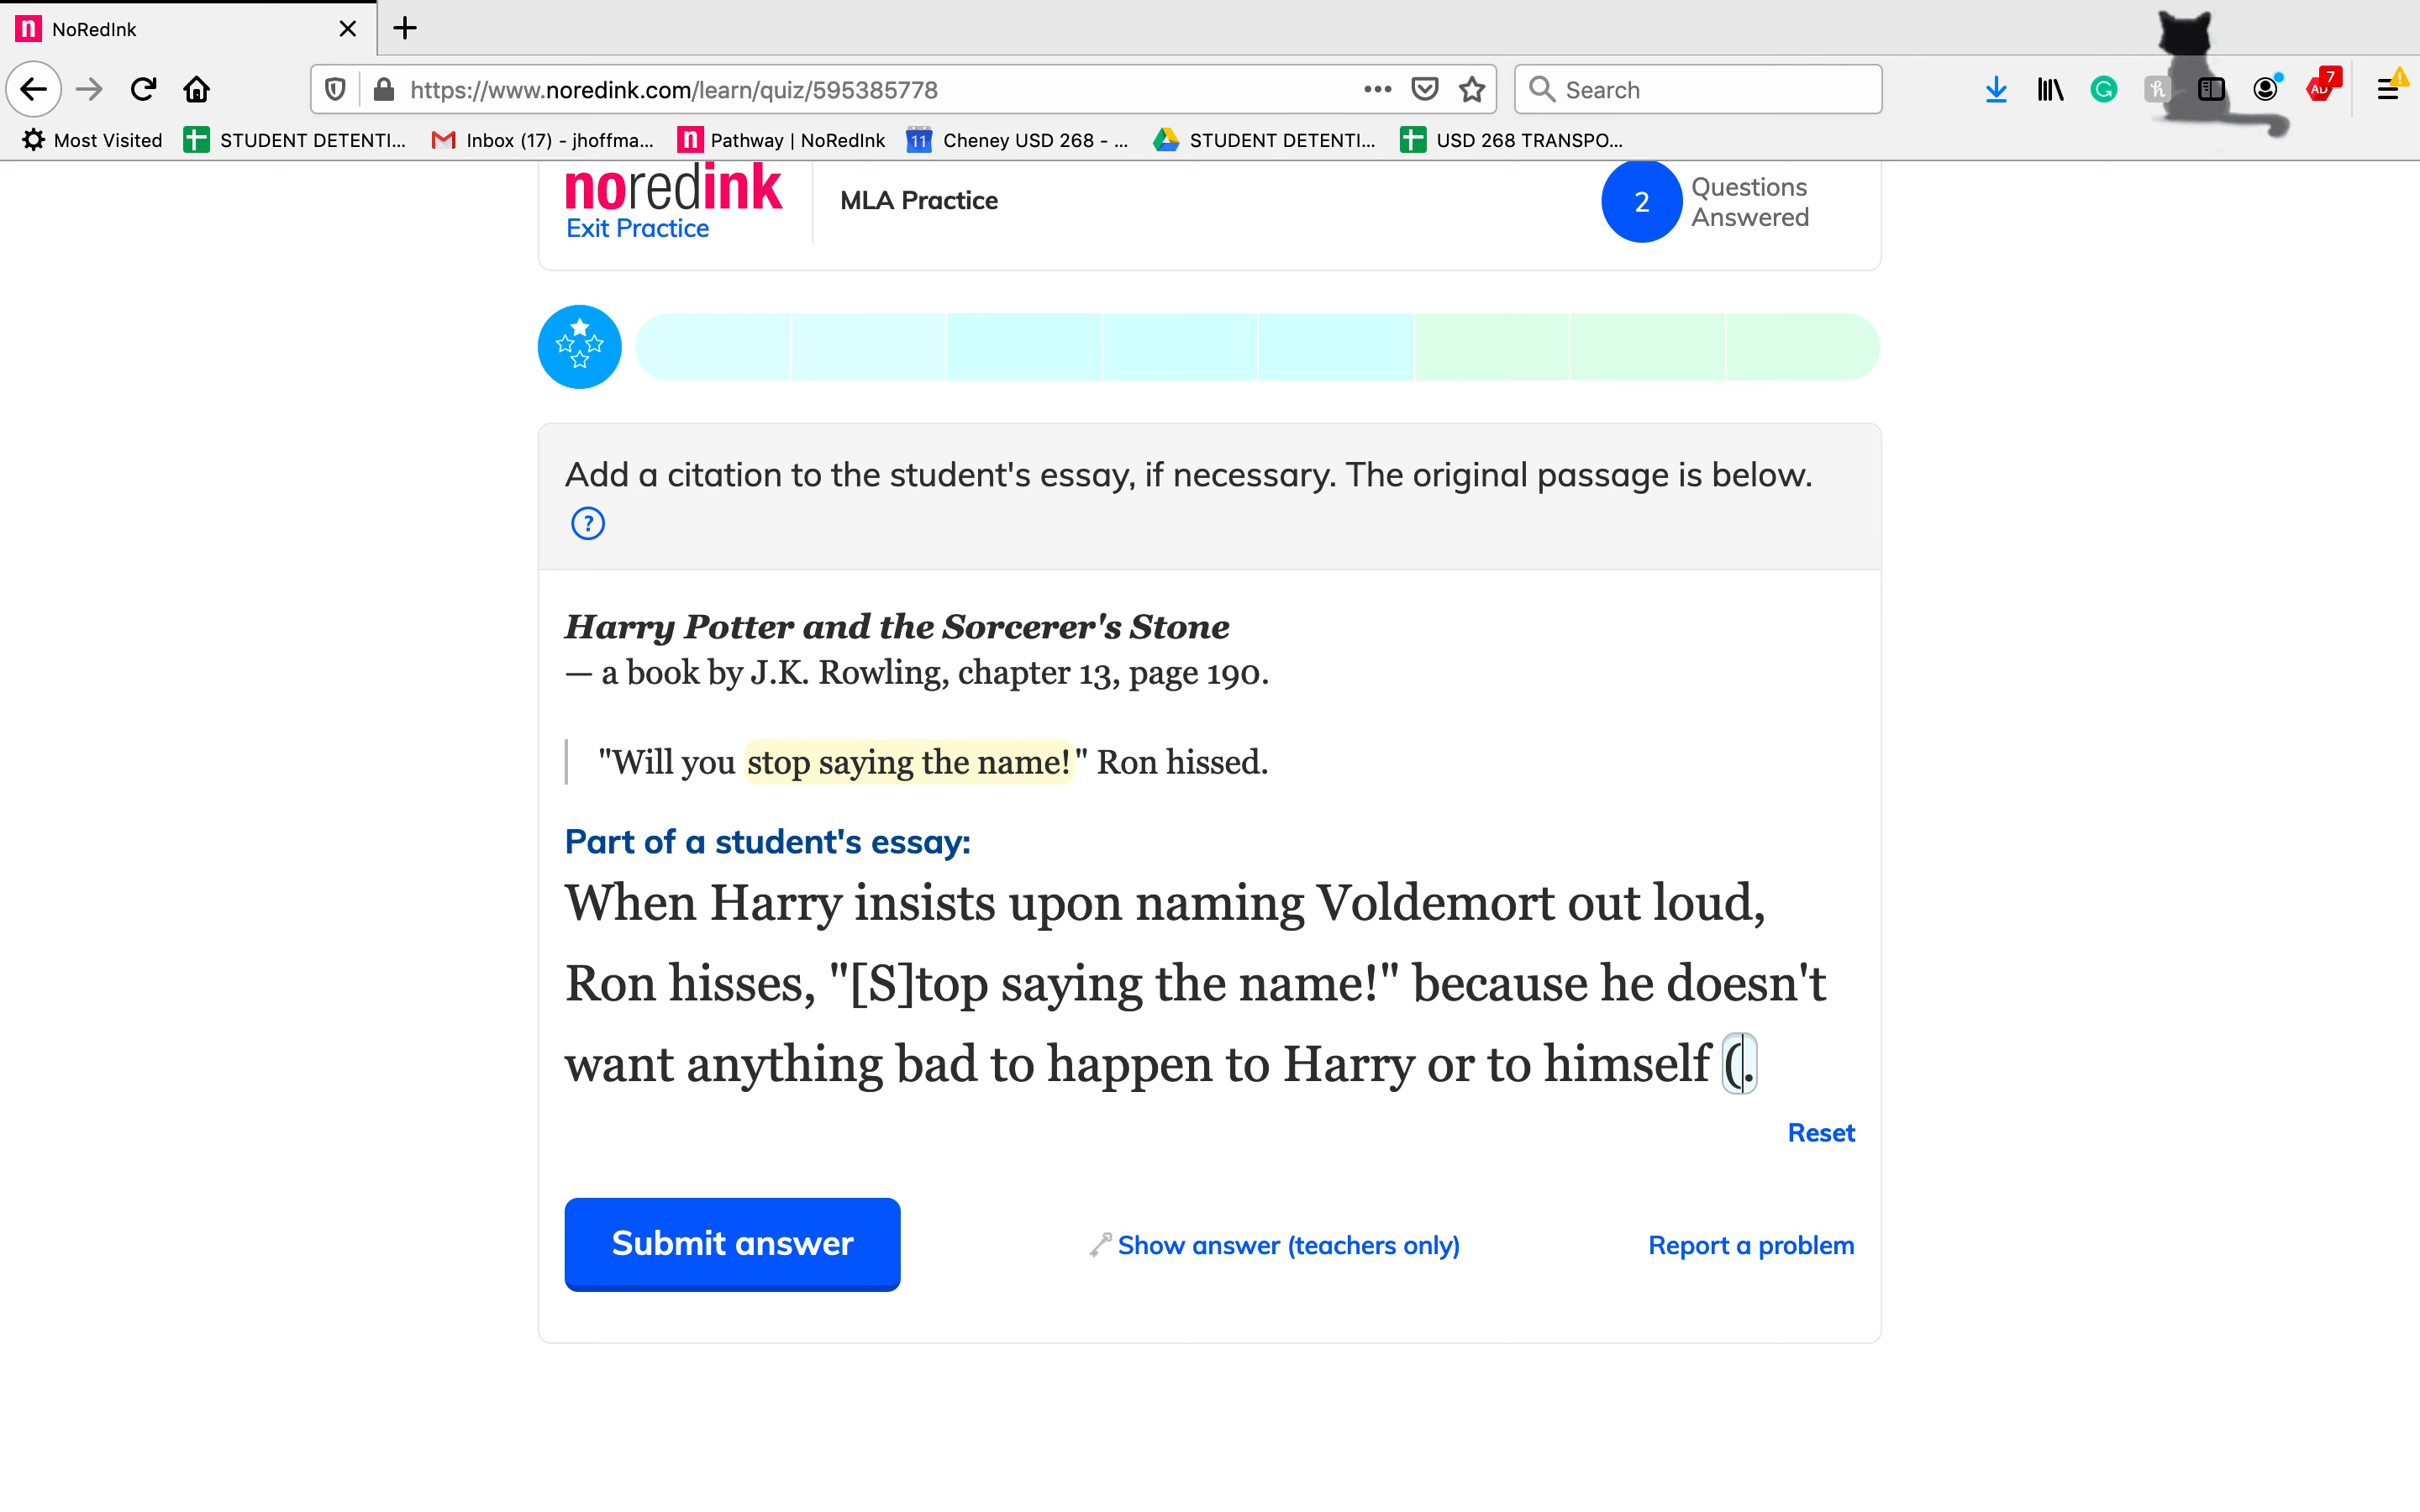 NoRedInk
https://www.noredink.com/learn/quiz/595385778
Search
7
Most Visited
STUDENT DETENTI...
Inbox (17) - jhoffma...
Pathway | NoRedInk
11
Cheney USD 268 - ...
STUDENT DETENTI...
USD 268 TRANSPO...
noredink
Exit Practice
MLA Practice
2
Questions
Answered
Add a citation to the student's essay, if necessary. The original passage is below.
?
Harry Potter and the Sorcerer's Stone
— a book by J.K. Rowling, chapter 13, page 190.
"Will you stop saying the name!" Ron hissed.
Part of a student's essay:
When Harry insists upon naming Voldemort out loud,
Ron hisses, "[S]top saying the name!" because he doesn't
want anything bad to happen to Harry or to himself (.
Reset
Submit answer
Show answer (teachers only)
Report a problem